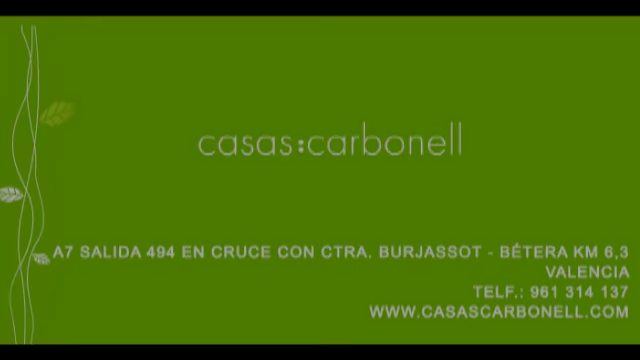 casas:carbonell
A7 SALIDA 494 EN CRUCE CON CTRA. BURJASSOT - BÉTERA KM 6,3
VALENCIA
TELF.: 961 314 137
WWW.CASASCARBONELL.COM